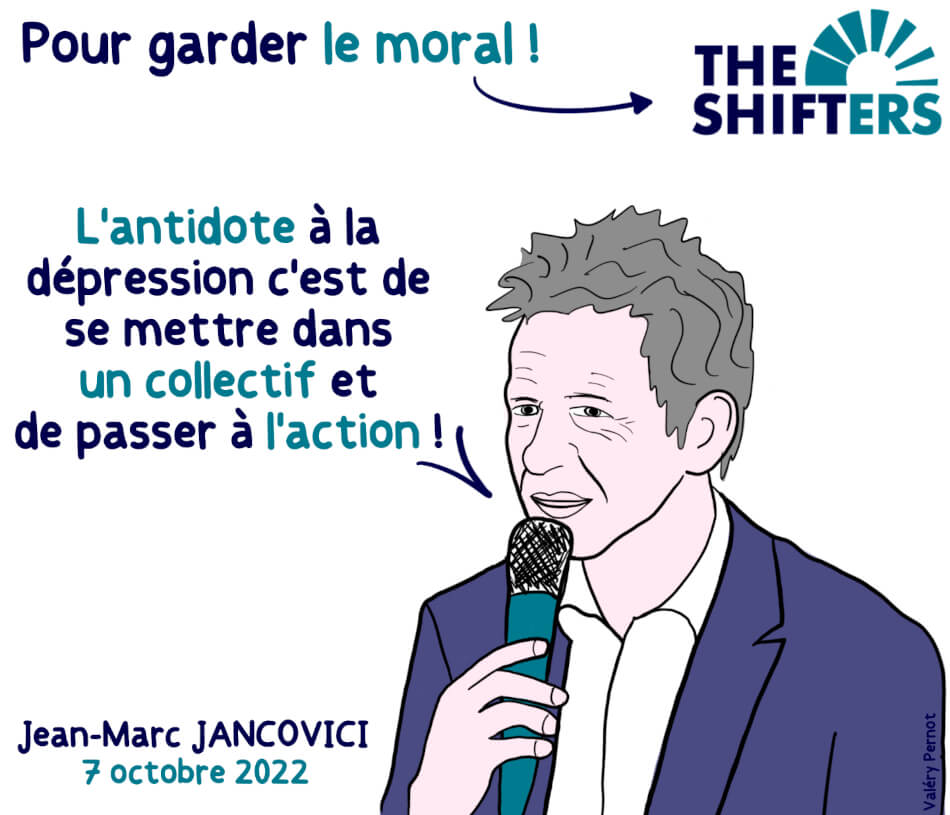 Pour garder le moral !
THE
SHIFTERS
L'antidote à la
dépression c'est de
se mettre dans
un collectif et
de passer à l'action !
Jean-Marc JANCOVICI
7 octobre 2022
Valéry Pernot